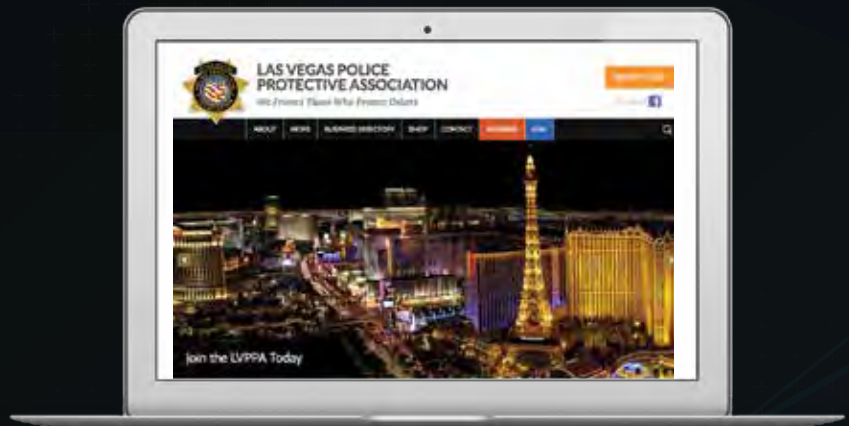 LAS VEGAS POLICE
PROTECTIVE ASSOCIATION
We Protect Those Who Protect Others
ABOUT NEWS BUSINESS DIRECTORY SHOP CONTACT MEMBERS JOIN
Join the LVPPA Today